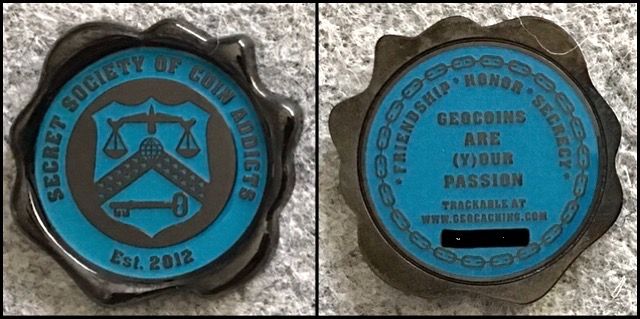 SECRET SOCIETY OF COIN ADDICTS
Est. 2012
FRIENDSHIP · HONOR · SECRECY
GEOCOINS
ARE
(Y)OUR
PASSION
TRACKABLE AT
WWW.GEOCACHING.COM